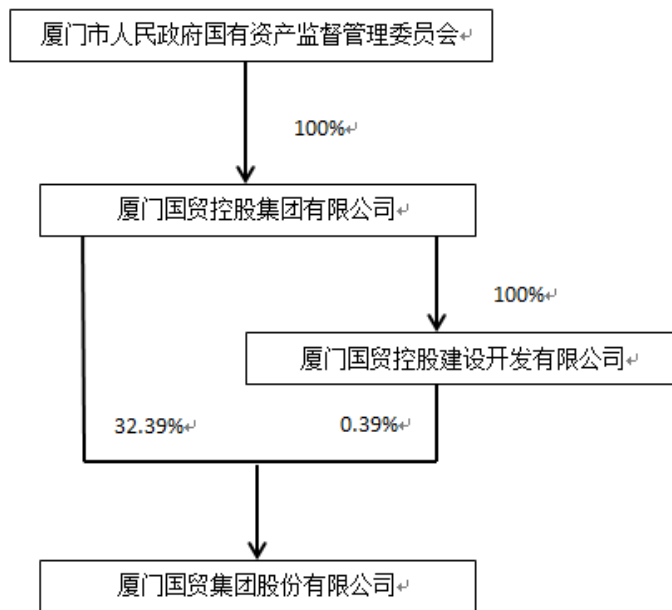 厦门市人民政府国有资产监督管理委员会↵
100%↵
厦门国贸控股集团有限公司↵
100%↵
厦门国贸控股建设开发有限公司↵
32.39%↵ 0.39%↵
厦门国贸集团股份有限公司↵